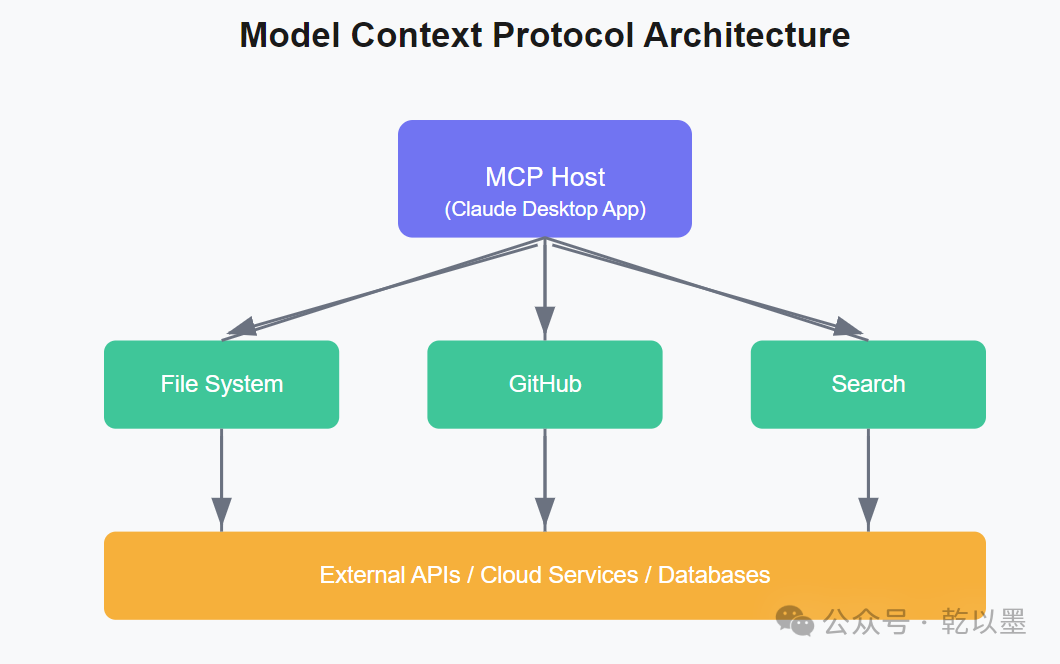 Model Context Protocol Architecture
MCP Host
(Claude Desktop App)
File System
GitHub
Search
External APIs / Cloud Services / Databases
公众号 · 乾以墨